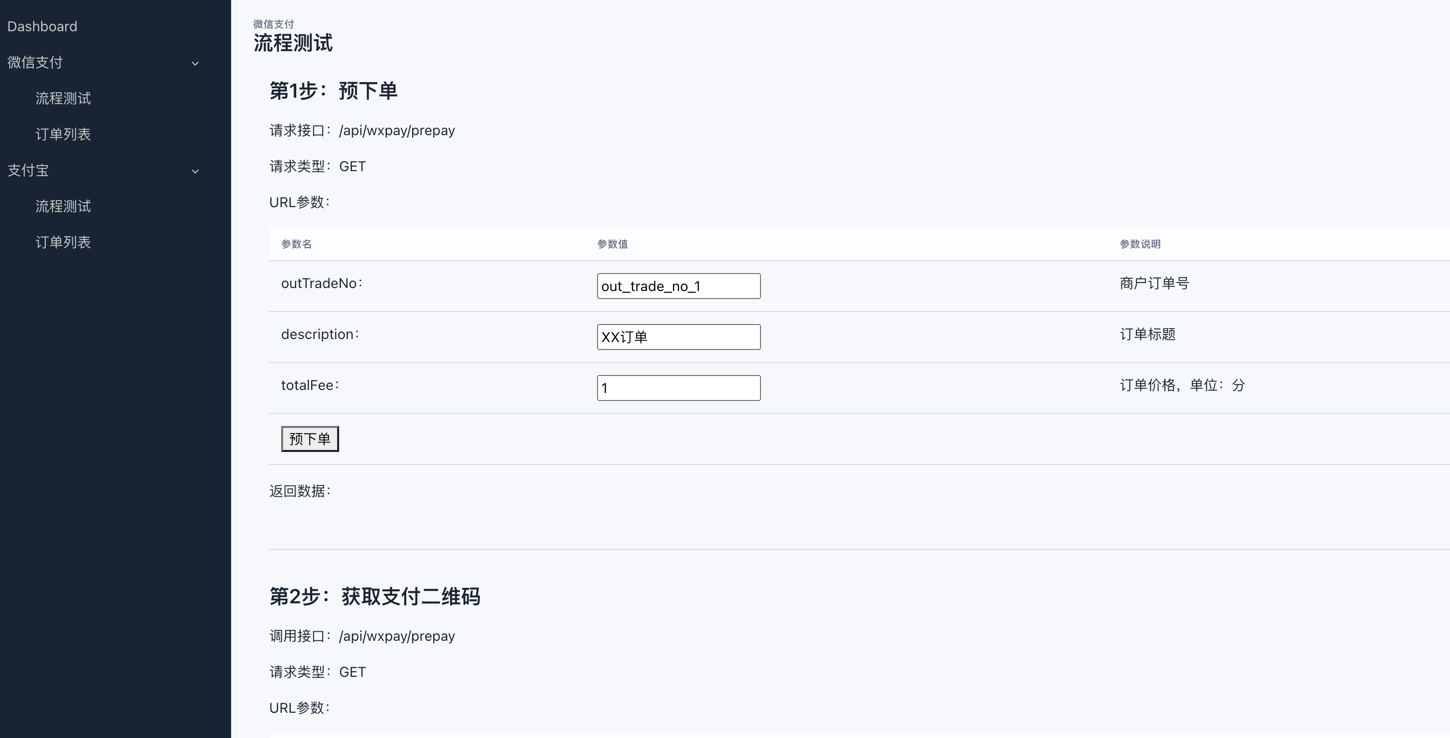 Dashboard
微信支付
流程测试
订单列表
支付宝
流程测试
订单列表
微信支付
流程测试
第1步：预下单
请求接口：/api/wxpay/prepay
请求类型：GET
URL参数：
参数名 参数值 参数说明
outTradeNo： out_trade_no_1 商户订单号
description： XX订单 订单标题
totalFee： 1 订单价格，单位：分
预下单
返回数据：
第2步：获取支付二维码
调用接口：/api/wxpay/prepay
请求类型：GET
URL参数：